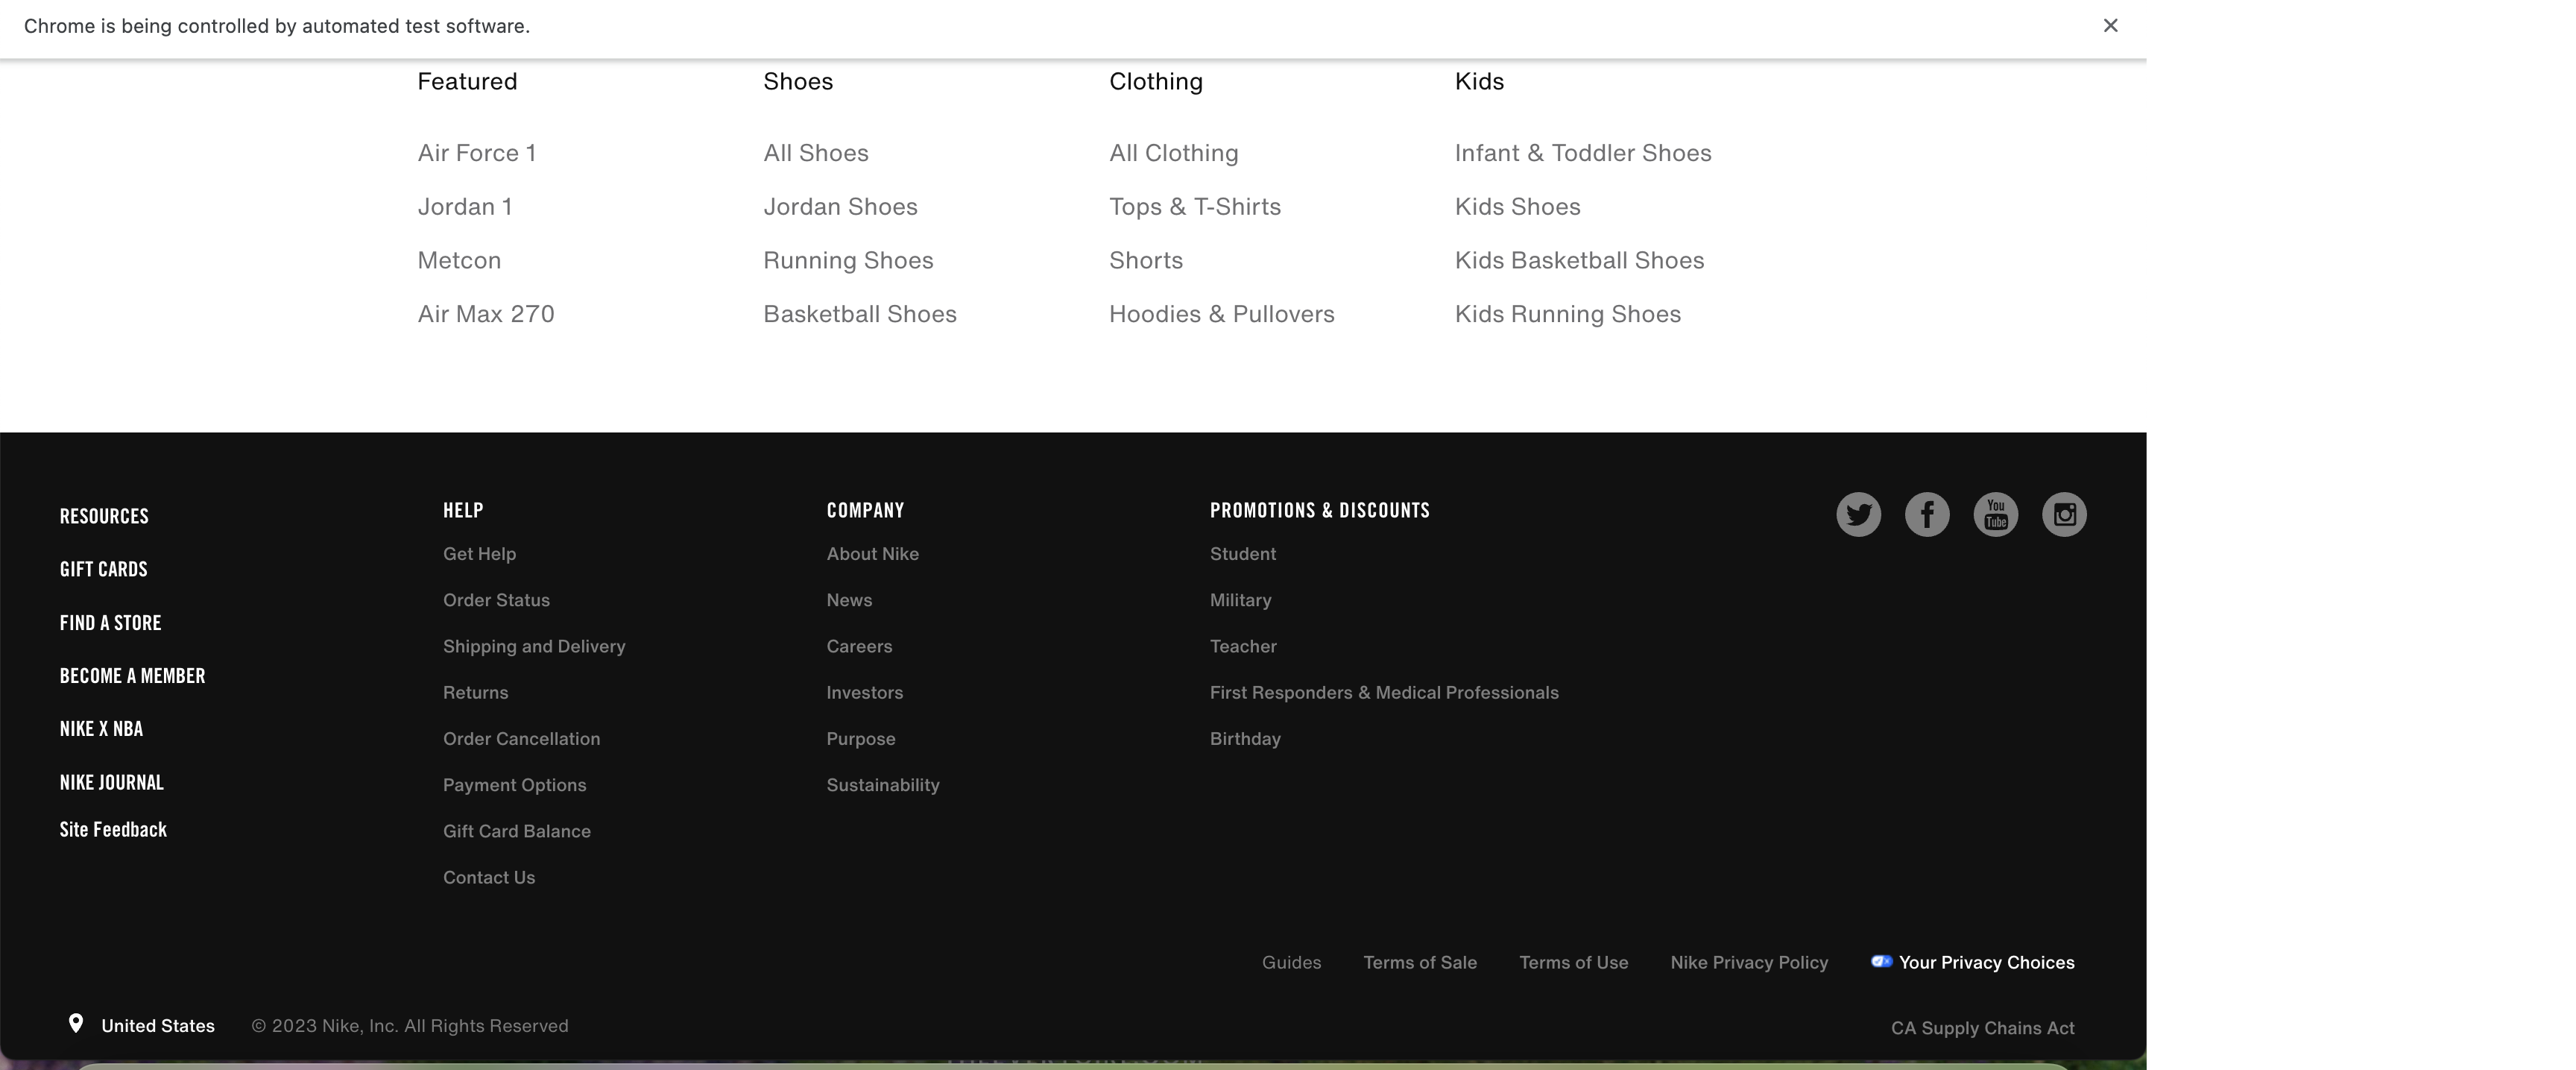 Chrome is being controlled by automated test software.
Featured
Air Force 1
Jordan 1
Metcon
Air Max 270
Shoes
All Shoes
Jordan Shoes
Running Shoes
Basketball Shoes
Clothing
All Clothing
Tops & T-Shirts
Shorts
Hoodies & Pullovers
Kids
Infant & Toddler Shoes
Kids Shoes
Kids Basketball Shoes
Kids Running Shoes
RESOURCES
GIFT CARDS
FIND A STORE
BECOME A MEMBER
NIKE X NBA
NIKE JOURNAL
Site Feedback
HELP
Get Help
Order Status
Shipping and Delivery
Returns
Order Cancellation
Payment Options
Gift Card Balance
Contact Us
COMPANY
About Nike
News
Careers
Investors
Purpose
Sustainability
PROMOTIONS & DISCOUNTS
Student
Military
Teacher
First Responders & Medical Professionals
Birthday
You
Tube
Guides Terms of Sale Terms of Use Nike Privacy Policy Your Privacy Choices
United States © 2023 Nike, Inc. All Rights Reserved
CA Supply Chains Act